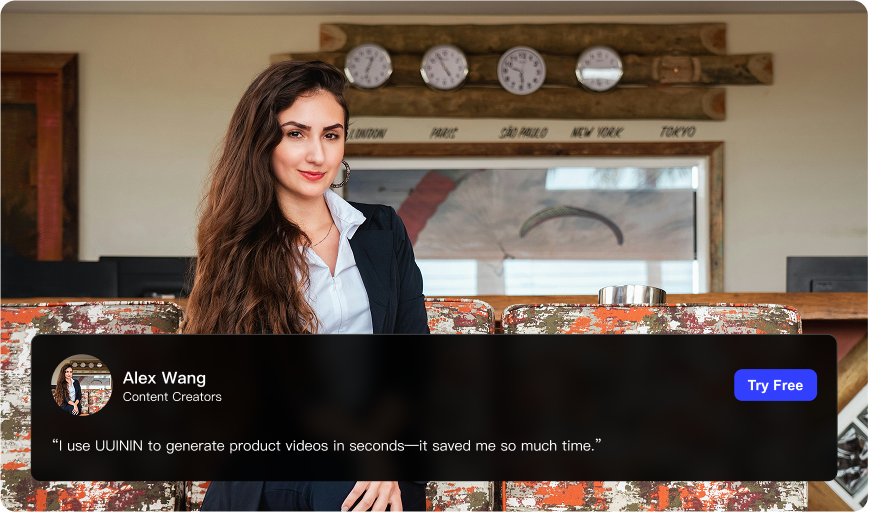 LONDON PARIS SÃO PAULO NEW YORK TOKYO
Alex Wang
Content Creators
Try Free
“I use UUININ to generate product videos in seconds—it saved me so much time.”